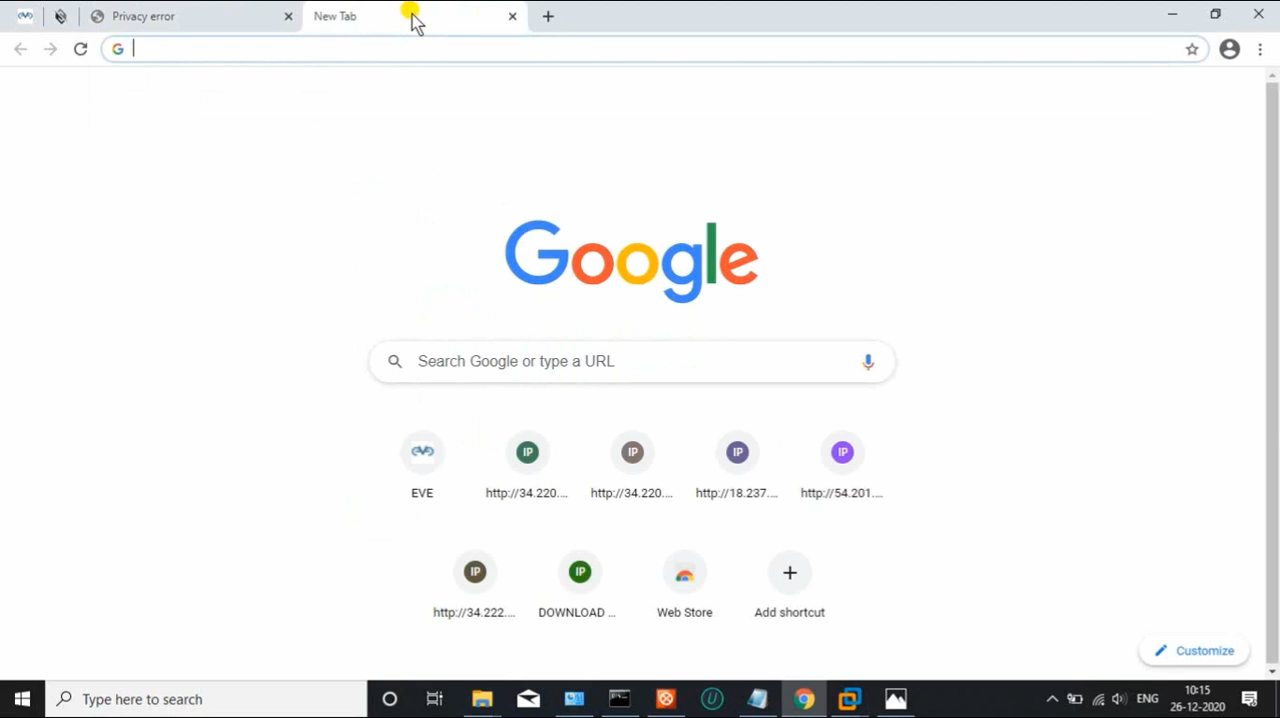 Privacy error
New Tab
Google
Search Google or type a URL
EVE
IP
http://34.220....
IP
http://34.220....
IP
http://18.237....
IP
http://54.201....
IP
http://34.222....
IP
DOWNLOAD ...
Web Store
Add shortcut
Customize
Type here to search
ENG
10:15
26-12-2020